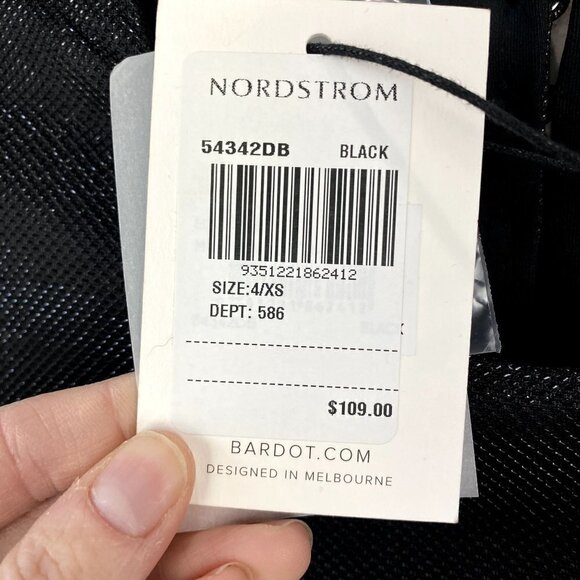 NORDSTROM
54342DB BLACK
9351221862412
SIZE:4/XS
DEPT: 586
$109.00
BARDOT.COM
DESIGNED IN MELBOURNE